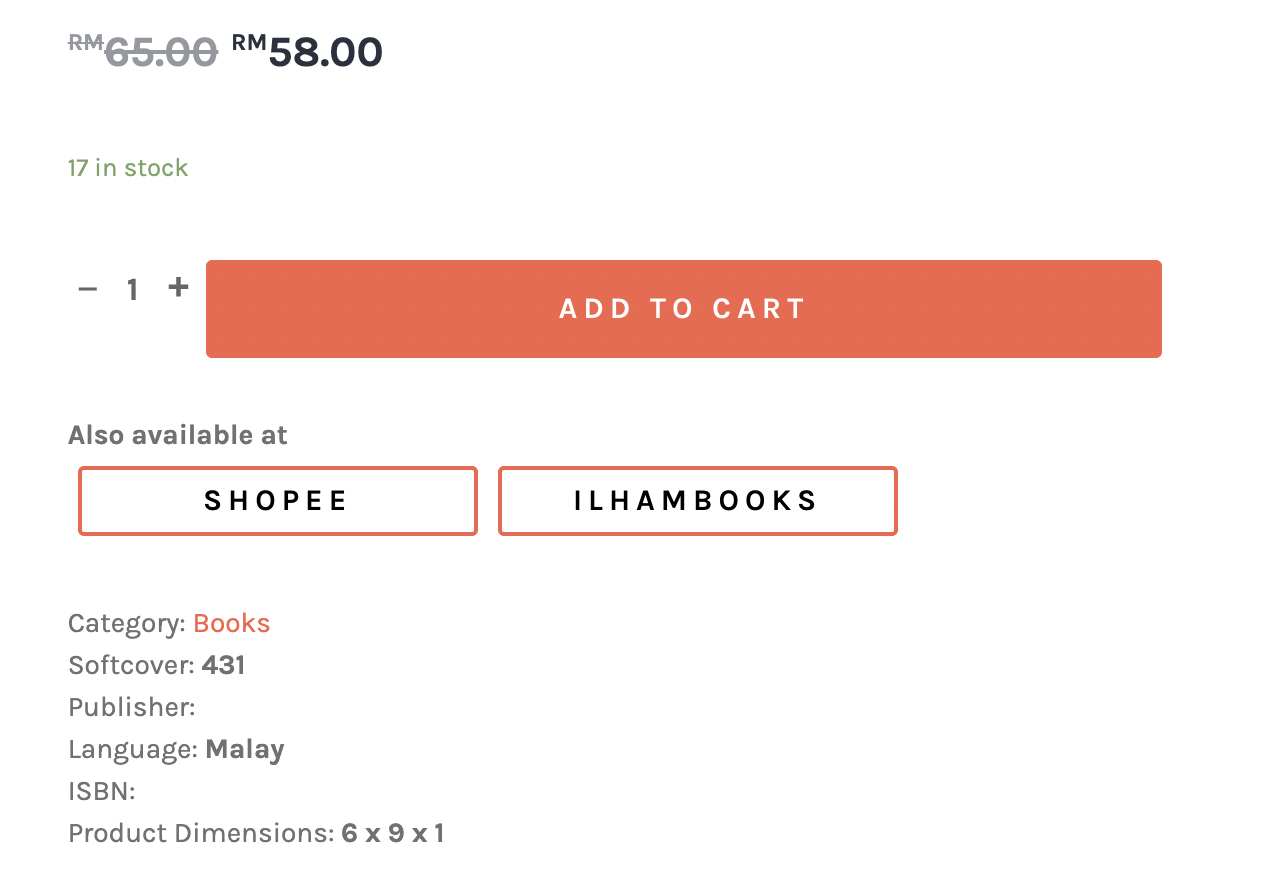 RM65.00 RM58.00
17 in stock
− 1 + ADD TO CART
Also available at
SHOPEE ILHAMBOOKS
Category: Books
Softcover: 431
Publisher:
Language: Malay
ISBN:
Product Dimensions: 6 x 9 x 1